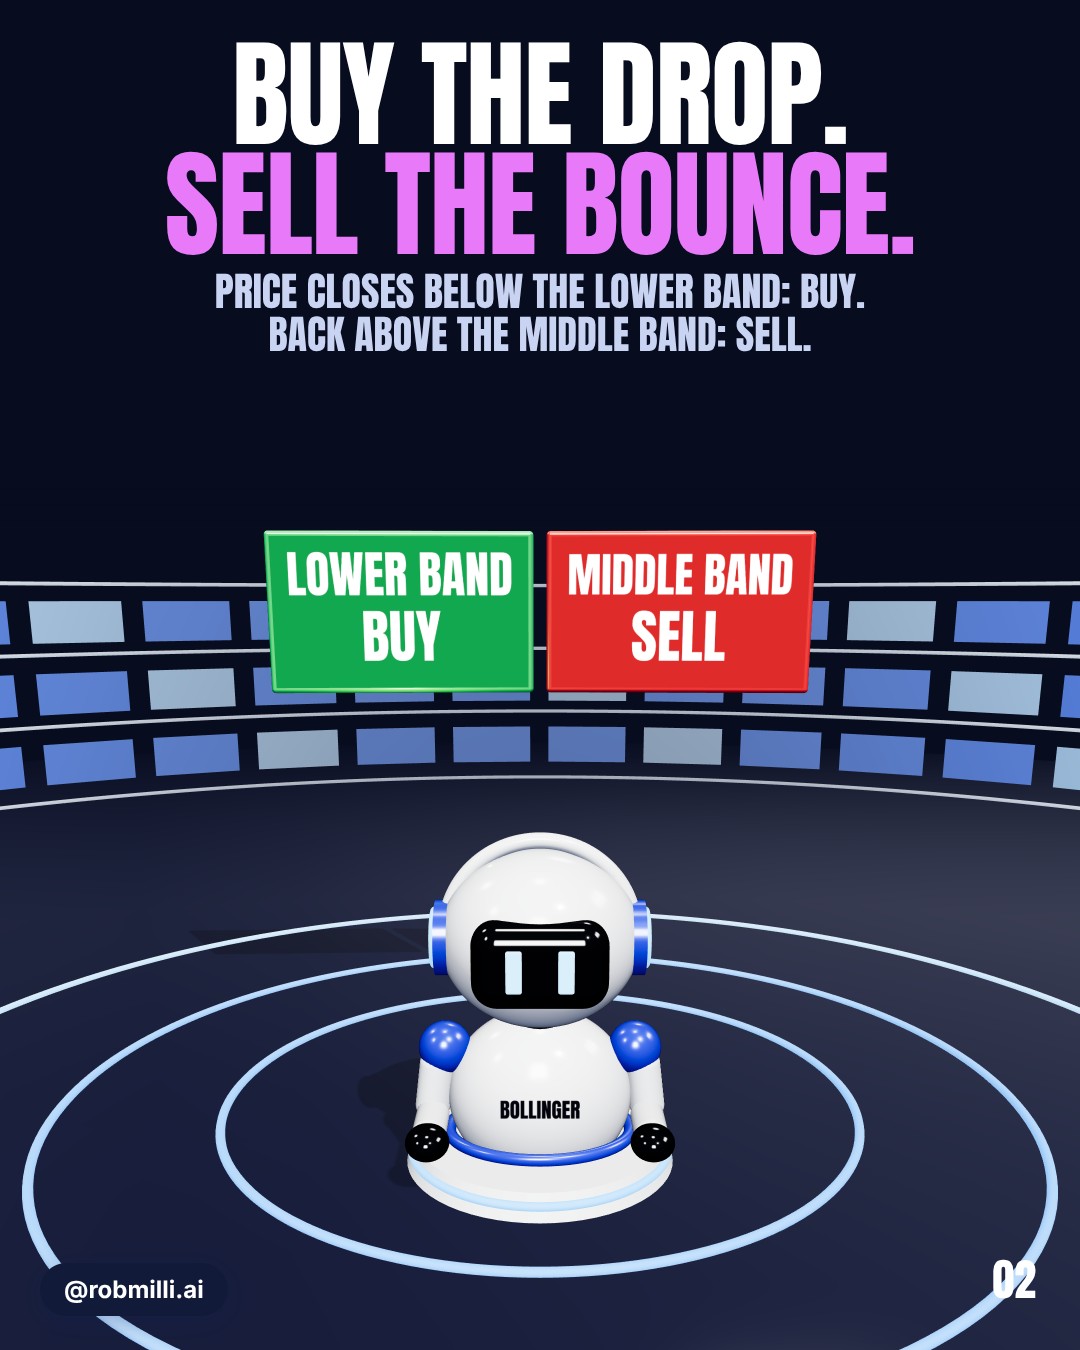 BUY THE DROP.
SELL THE BOUNCE.
PRICE CLOSES BELOW THE LOWER BAND: BUY.
BACK ABOVE THE MIDDLE BAND: SELL.
LOWER BAND
BUY
MIDDLE BAND
SELL
BOLLINGER
@robmilli.ai
02